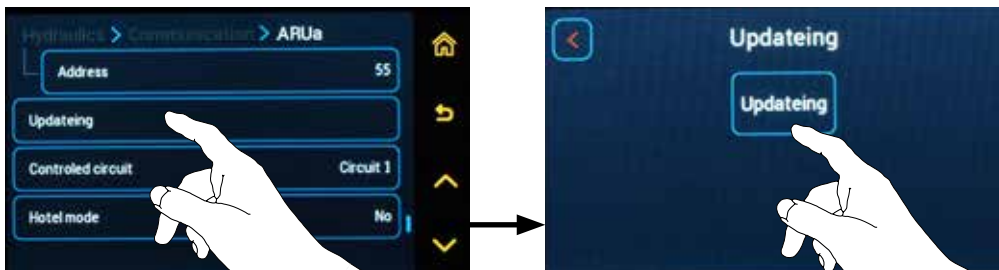 Hydraulics > Communication > ARUa
Address 55
Updateing
Controled circuit Circuit 1
Hotel mode No
Updateing
Updateing